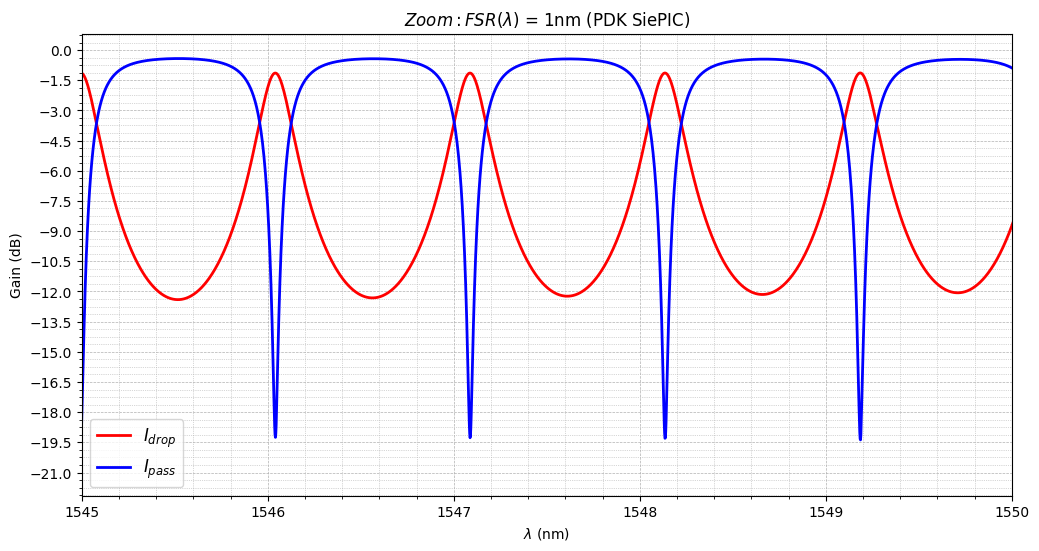 Zoom : FSR(λ) = 1nm (PDK SiePIC)
Gain (dB)
0.0
−1.5
−3.0
−4.5
−6.0
−7.5
−9.0
−10.5
−12.0
−13.5
−15.0
−16.5
−18.0
−19.5
−21.0
I_drop
I_pass
1545 1546 1547 1548 1549 1550
λ (nm)